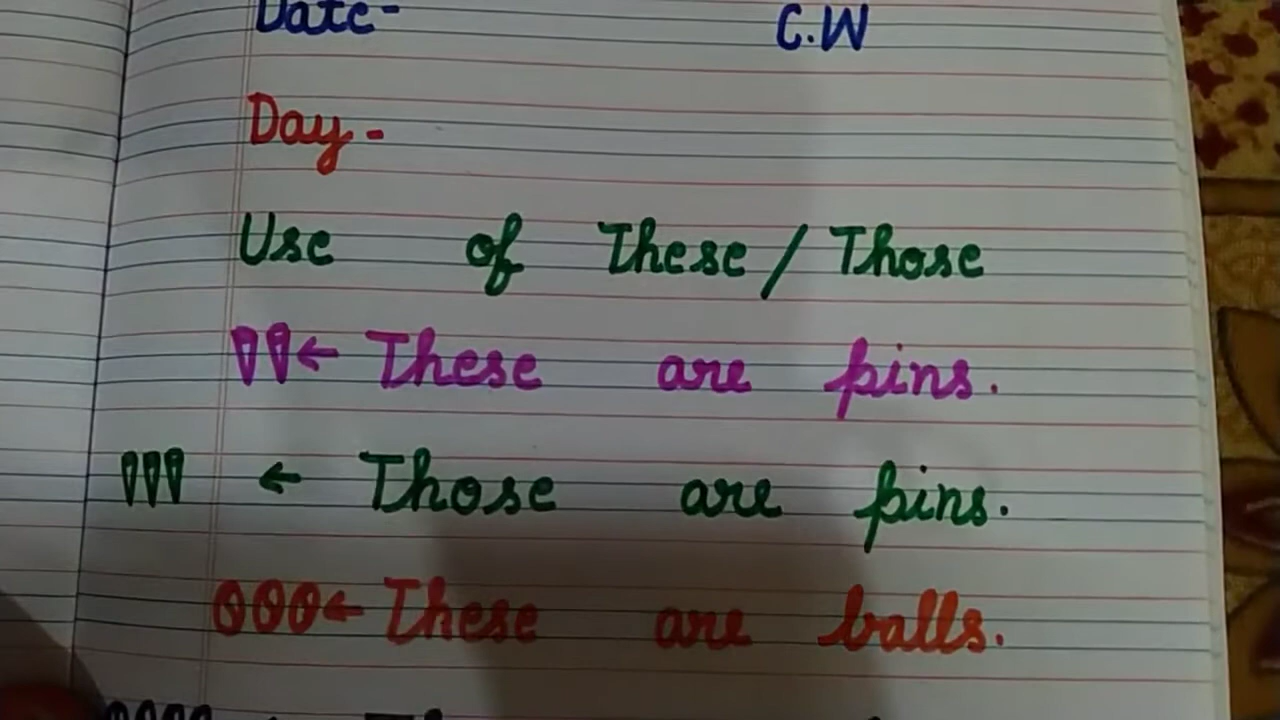 Date- C.W
Day-
Use of These / Those
← These are pins.
← Those are pins.
← These are balls.